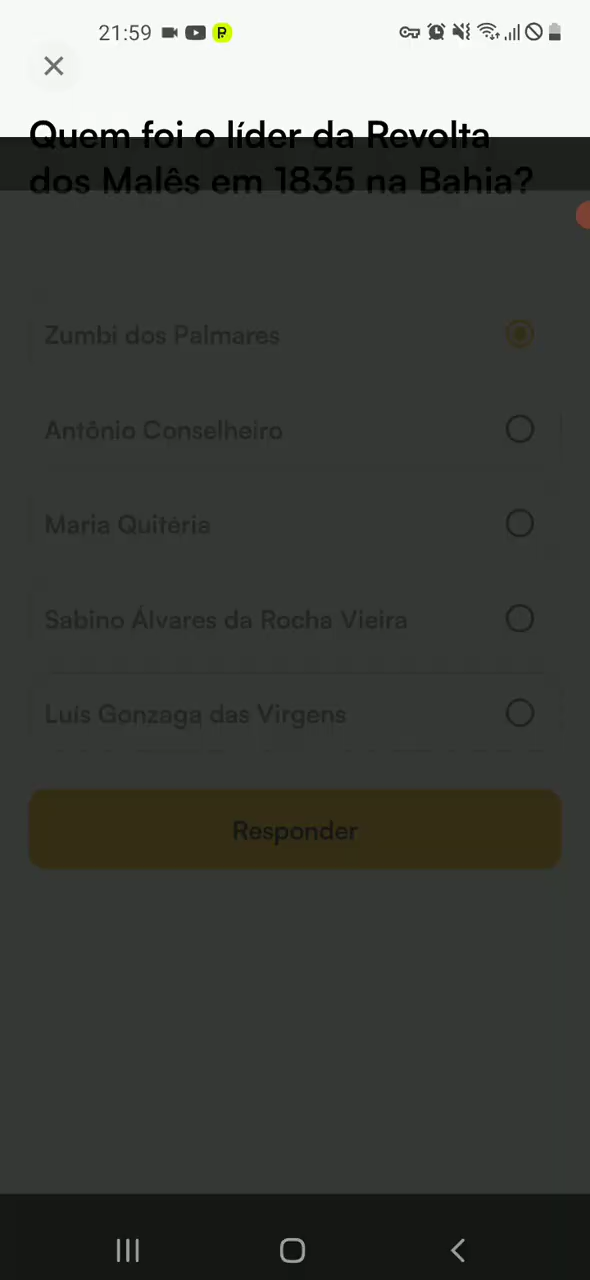 21:59
Quem foi o líder da Revolta
dos Malês em 1835 na Bahia?
Zumbi dos Palmares
Antônio Conselheiro
Maria Quitéria
Sabino Álvares da Rocha Vieira
Luís Gonzaga das Virgens
Responder